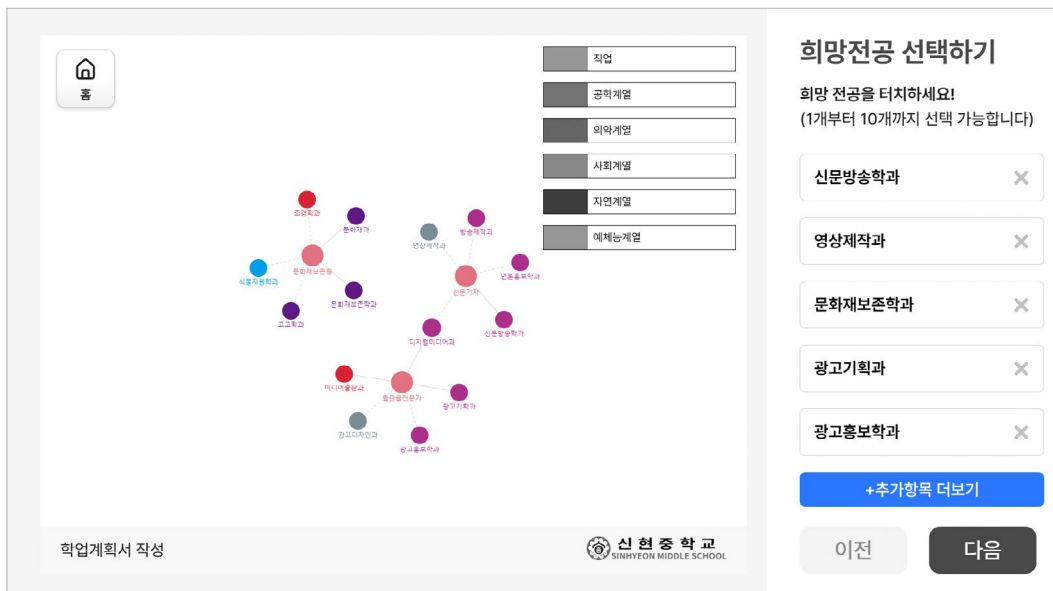 홈
직업
공학계열
의약계열
사회계열
자연계열
예체능계열
조경학과
문화재과
문화재보존원
식물자원학과
문화재보존학과
고고학과
영상제작과
방송제작과
신문기자
언론홍보학과
디지털미디어과
신문방송학과
미디어출판과
출판물전문가
광고기획과
광고디자인과
광고홍보학과
학업계획서 작성
신현중학교
SINHYEON MIDDLE SCHOOL
희망전공 선택하기
희망 전공을 터치하세요!
(1개부터 10개까지 선택 가능합니다)
신문방송학과
영상제작과
문화재보존학과
광고기획과
광고홍보학과
+추가항목 더보기
이전
다음